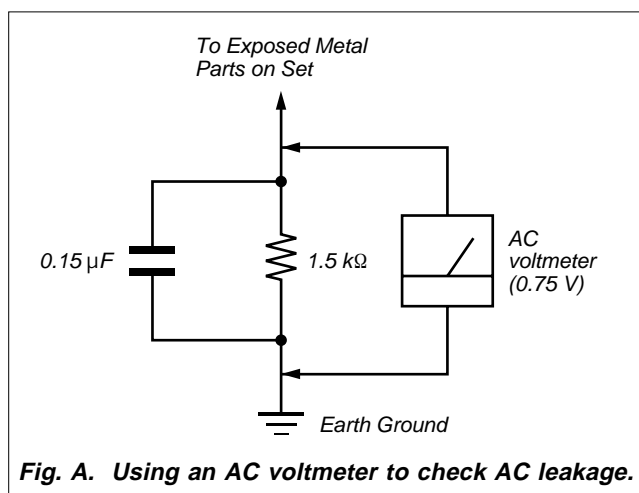 To Exposed Metal
Parts on Set
0.15 µF
1.5 kΩ
AC
voltmeter
(0.75 V)
Earth Ground
Fig. A. Using an AC voltmeter to check AC leakage.